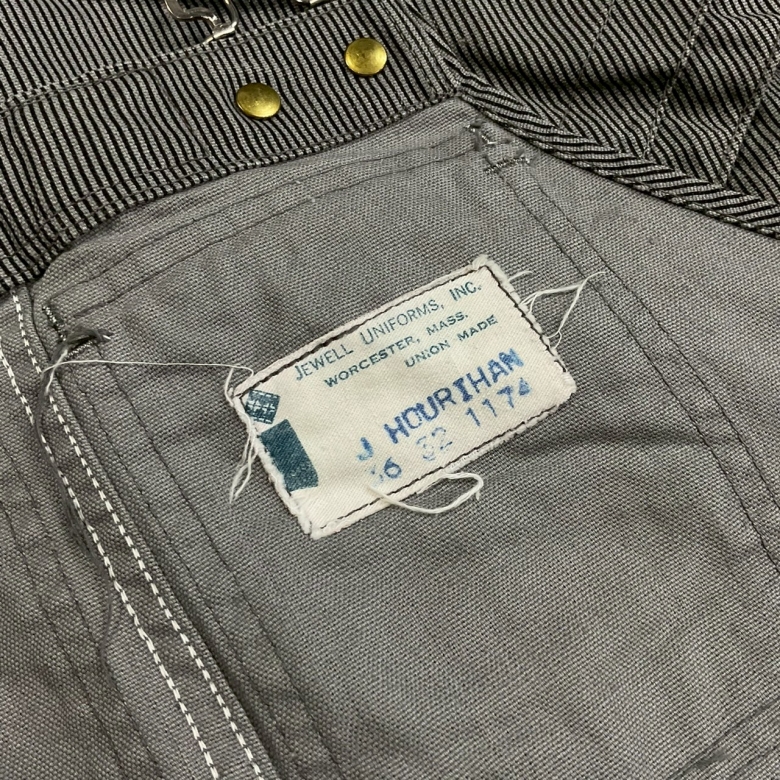 JEWELL UNIFORMS, INC.
WORCESTER, MASS.
UNION MADE
J HOURIHAN
36 32 1174